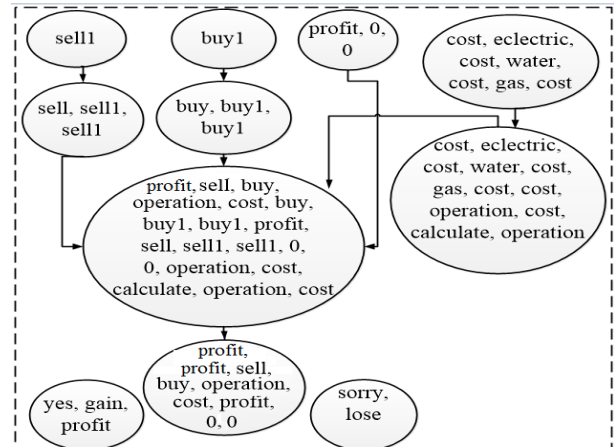 sell1
buy1
profit, 0,
0
cost, eclectric,
cost, water,
cost, gas, cost
sell, sell1,
sell1
buy, buy1,
buy1
cost, eclectric,
cost, water, cost,
gas, cost, cost,
operation, cost,
calculate, operation
profit, sell, buy,
operation, cost, buy,
buy1, buy1, profit,
sell, sell1, sell1, 0,
0, operation, cost,
calculate, operation, cost
profit,
profit, sell,
buy, operation,
cost, profit,
0, 0
yes, gain,
profit
sorry,
lose